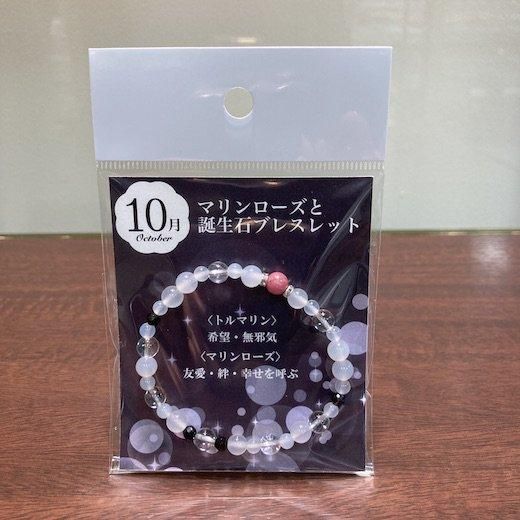 10月
October
マリンローズと
誕生石ブレスレット
〈トルマリン〉
希望・無邪気
〈マリンローズ〉
友愛・絆・幸せを呼ぶ